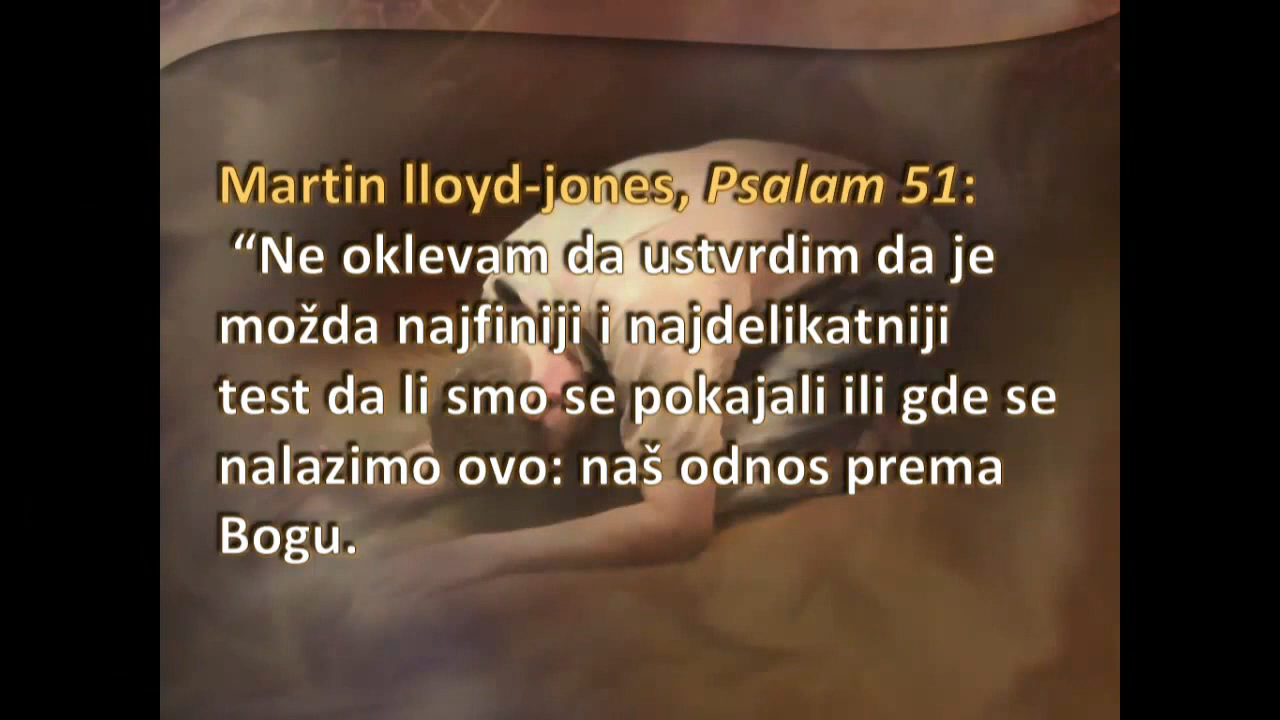 Martin lloyd-jones, Psalam 51:
“Ne oklevam da ustvrdim da je
možda najfiniji i najdelikatniji
test da li smo se pokajali ili gde se
nalazimo ovo: naš odnos prema
Bogu.